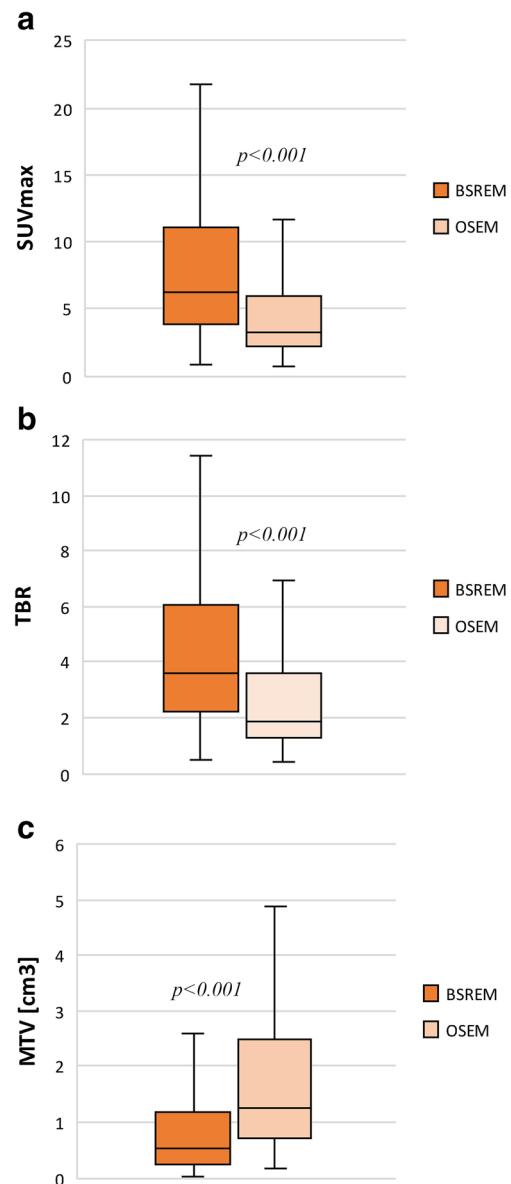 a
25
20
15
10
5
0
SUVmax
p<0.001
BSREM
OSEM
b
12
10
8
6
4
2
0
TBR
p<0.001
BSREM
OSEM
c
6
5
4
3
2
1
0
MTV [cm3]
p<0.001
BSREM
OSEM